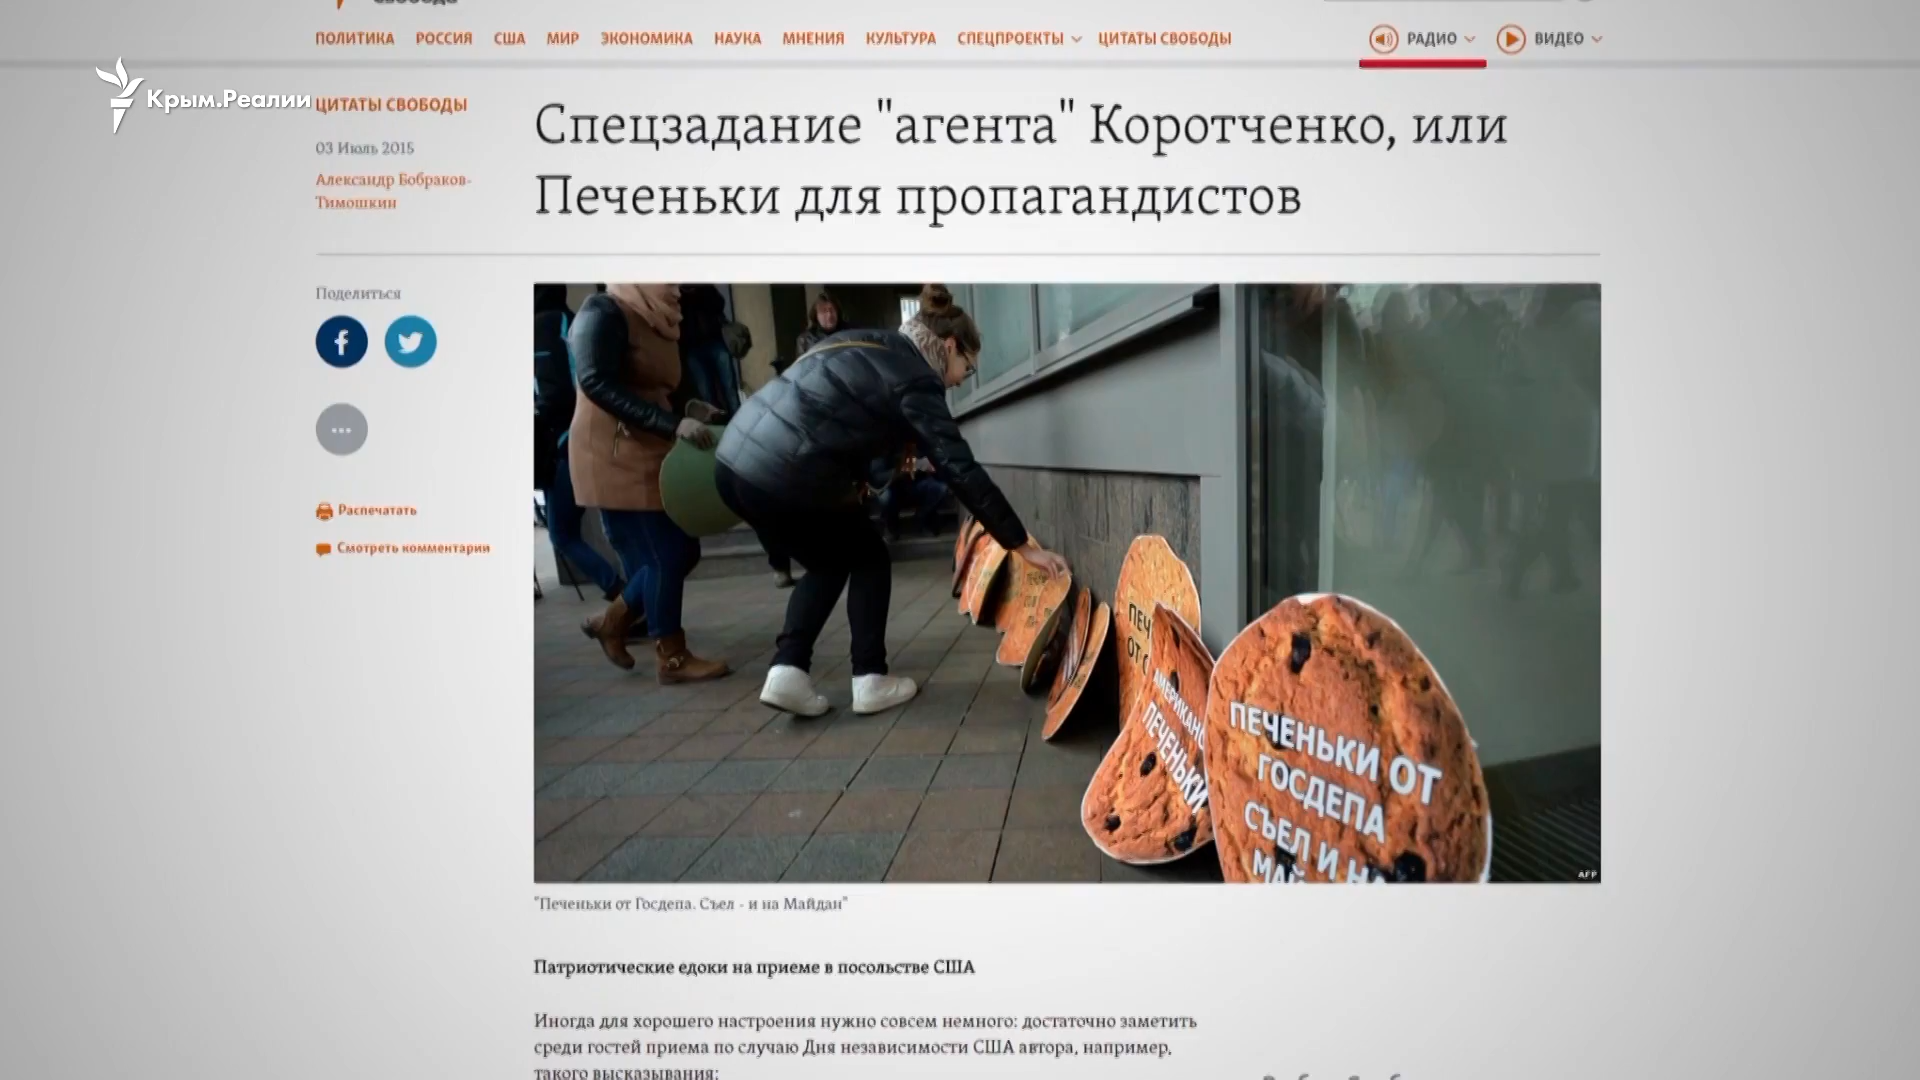 ПОЛИТИКА РОССИЯ США МИР ЭКОНОМИКА НАУКА МНЕНИЯ КУЛЬТУРА СПЕЦПРОЕКТЫ ЦИТАТЫ СВОБОДЫ РАДИО ВИДЕО
Крым.Реалии
ЦИТАТЫ СВОБОДЫ
03 Июль 2015
Александр Бобраков-
Тимошкин
Спецзадание "агента" Коротченко, или
Печеньки для пропагандистов
Поделиться
Распечатать
Смотреть комментарии
ПЕЧЕНЬКИ
ПЕЧЕНЬКИ ОТ
ГОСДЕПА
СЪЕЛ И НА
AFP
"Печеньки от Госдепа. Съел - и на Майдан"
Патриотические едоки на приеме в посольстве США
Иногда для хорошего настроения нужно совсем немного: достаточно заметить
среди гостей приема по случаю Дня независимости США автора, например,
такого высказывания: